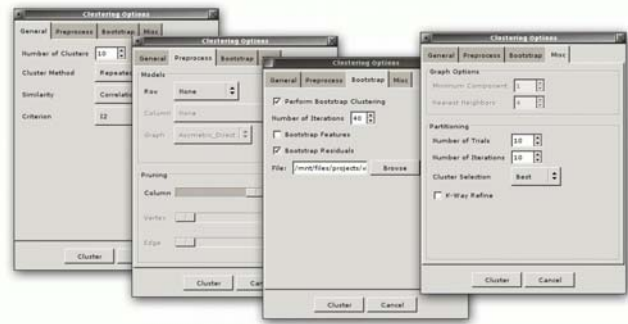 Clustering Options
General Preprocess Bootstrap Misc
Number of Clusters 10
Cluster Method Repeated
Similarity Correlatio
Criterion I2
Cluster
Clustering Options
General Preprocess Bootstrap
Models
Row None
Column None
Graph Asymetric_Direct
Pruning
Column
Vertex
Edge
Cluster Can
Clustering Options
General Preprocess Bootstrap Misc
Perform Bootstrap Clustering
Number of Iterations 40
Bootstrap Features
Bootstrap Residuals
File: /mnt/files/projects/v Browse
Cluster Cancel
Clustering Options
General Preprocess Bootstrap Misc
Graph Options
Minimum Component
Nearest Neighbors
Partitioning
Number of Trials 10
Number of Iterations 10
Cluster Selection Best
K-Way Refine
Cluster Cancel